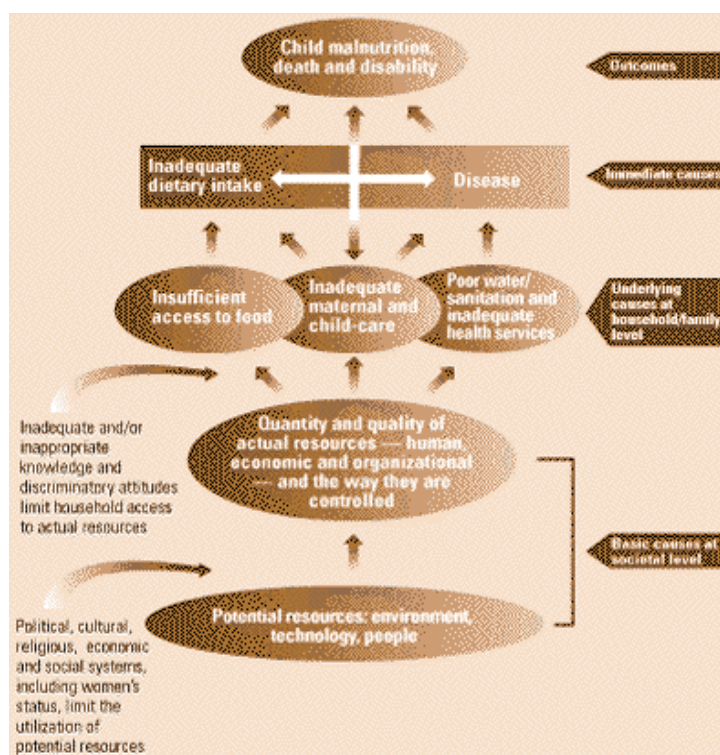 Child malnutrition,
death and disability
Outcomes
Inadequate
dietary intake
Disease
Immediate causes
Insufficient
access to food
Inadequate
maternal and
child-care
Poor water/
sanitation and
inadequate
health services
Underlying
causes at
household/family
level
Inadequate and/or
inappropriate
knowledge and
discriminatory attitudes
limit household access
to actual resources
Quantity and quality of
actual resources — human,
economic and organizational
— and the way they are
controlled
Basic causes at
societal level
Potential resources: environment,
technology, people
Political, cultural,
religious, economic
and social systems,
including women's
status, limit the
utilization of
potential resources